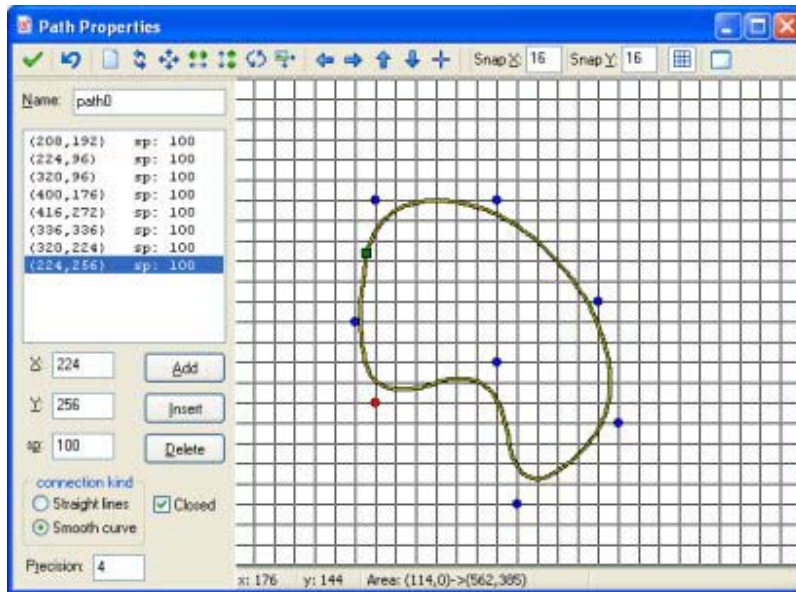 Path Properties
Snap X: 16 Snap Y: 16
Name: path0
(208,192) sp: 100
(224,96) sp: 100
(320,96) sp: 100
(400,176) sp: 100
(416,272) sp: 100
(336,336) sp: 100
(320,224) sp: 100
(224,256) sp: 100
X: 224 Add
Y: 256 Insert
sp: 100 Delete
connection kind
Straight lines Closed
Smooth curve
Precision: 4
x: 176 y: 144 Area: (114,0)->(562,385)